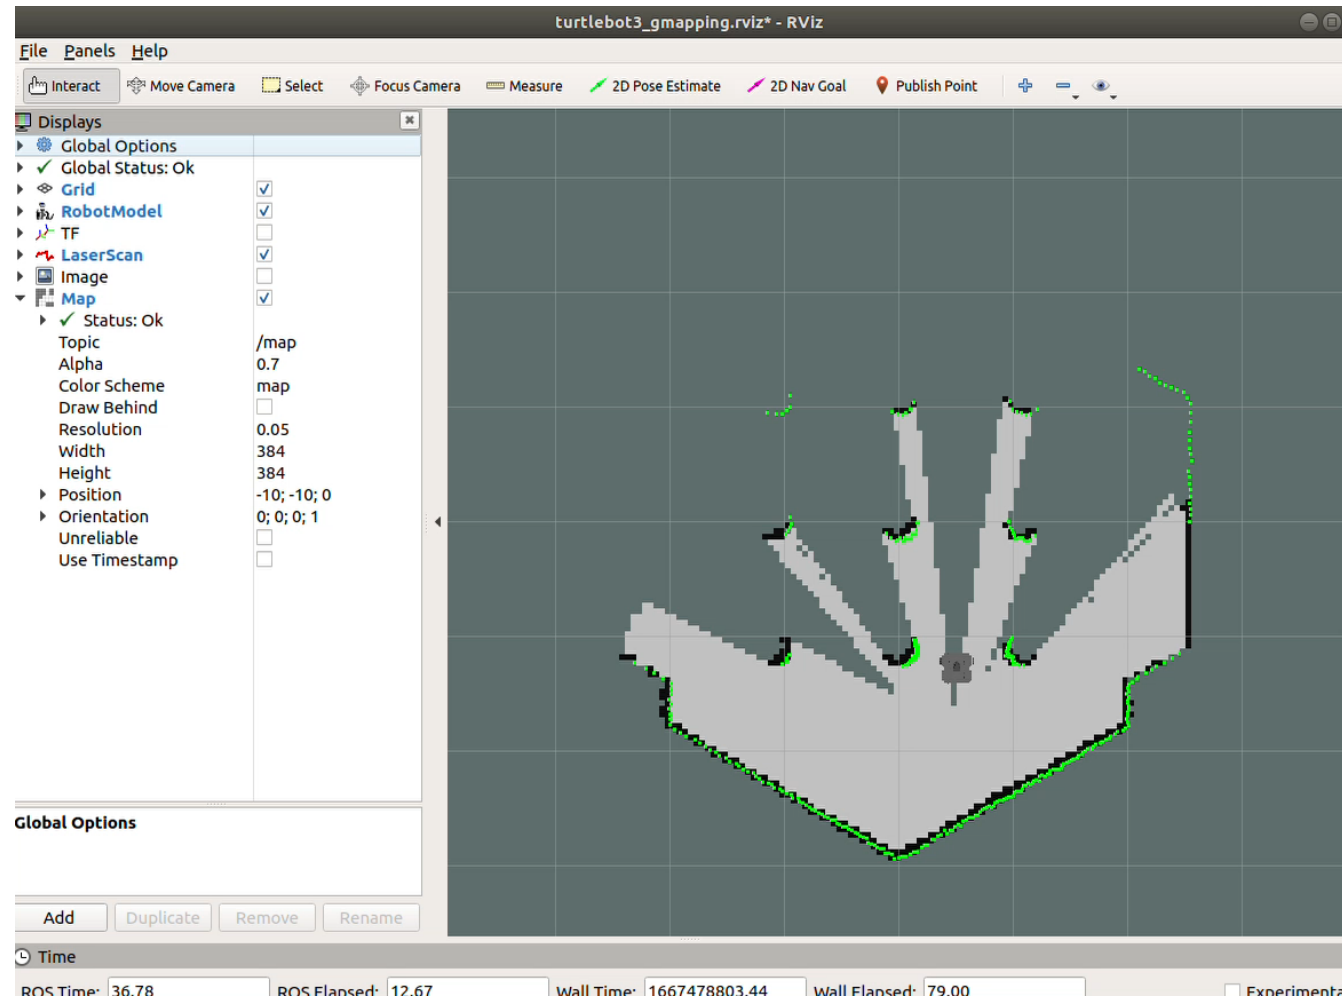 turtlebot3_gmapping.rviz* - RViz
File Panels Help
Interact Move Camera Select Focus Camera Measure 2D Pose Estimate 2D Nav Goal Publish Point
Displays
Global Options
Global Status: Ok
Grid
RobotModel
TF
LaserScan
Image
Map
Status: Ok
Topic /map
Alpha 0.7
Color Scheme map
Draw Behind
Resolution 0.05
Width 384
Height 384
Position -10; -10; 0
Orientation 0; 0; 0; 1
Unreliable
Use Timestamp
Global Options
Add Duplicate Remove Rename
Time
ROS Time: 36.78 ROS Elapsed: 12.67 Wall Time: 1667478803.44 Wall Elapsed: 79.00 Experimenta